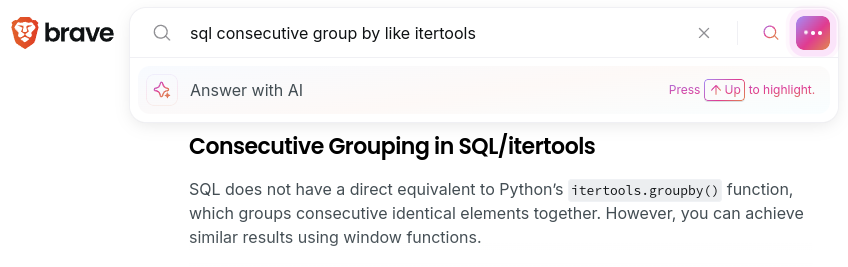 brave
sql consecutive group by like itertools
Answer with AI
Press ↑ Up to highlight.
Consecutive Grouping in SQL/itertools
SQL does not have a direct equivalent to Python’s itertools.groupby() function,
which groups consecutive identical elements together. However, you can achieve
similar results using window functions.